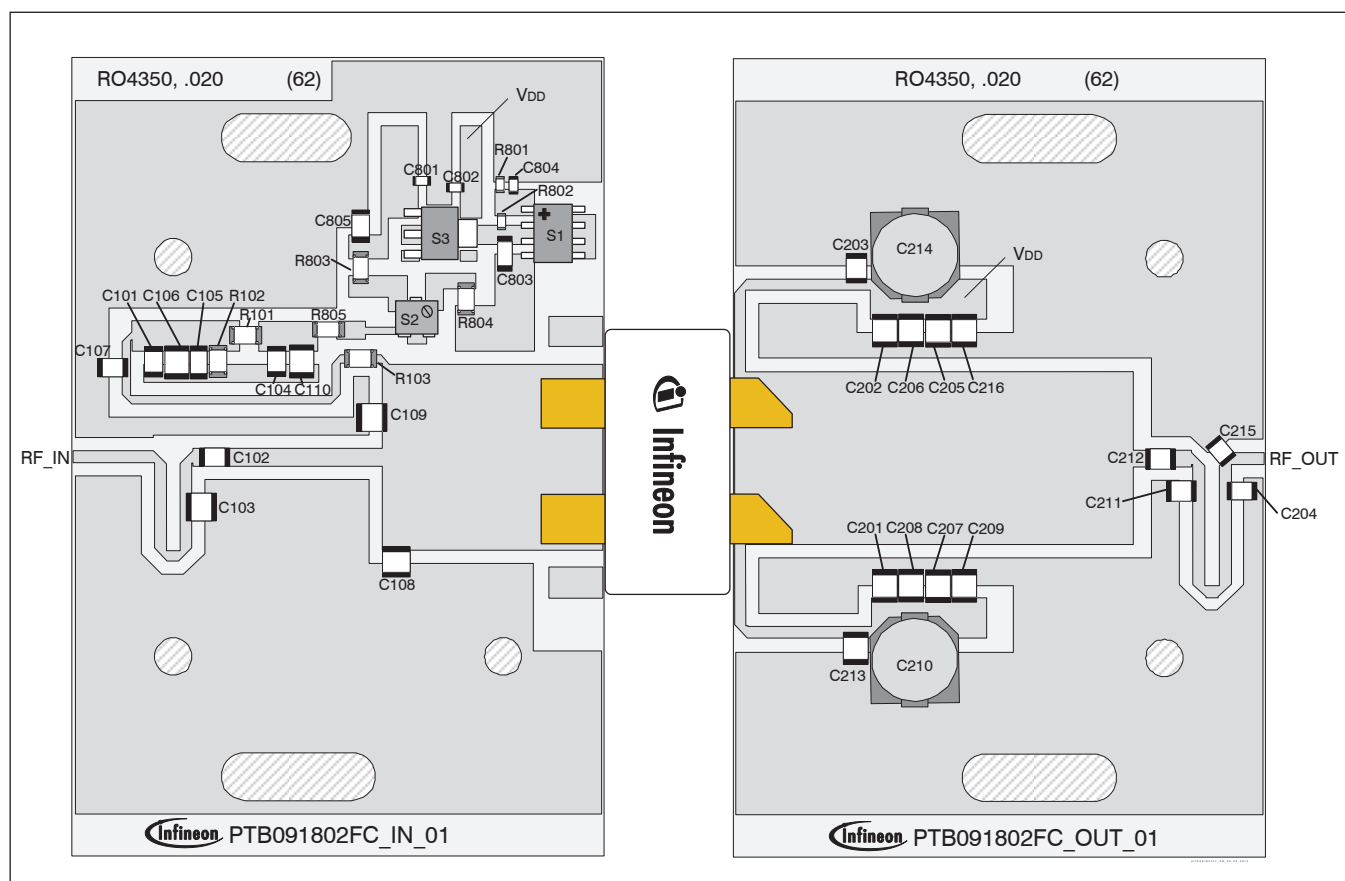 RO4350, .020 (62)
VDD
R801
C801
C802
C804
R802
C805
S3
S1
R803
C803
C101 C106 C105 R102
R101
R805
S2
R804
C107
C104 C110
R103
C109
RF_IN
C102
C103
C108
Infineon PTB091802FC_IN_01
Infineon
RO4350, .020 (62)
C203
C214
VDD
C202 C206 C205 C216
C215
C212
RF_OUT
C211
C204
C201 C208 C207 C209
C213
C210
Infineon PTB091802FC_OUT_01